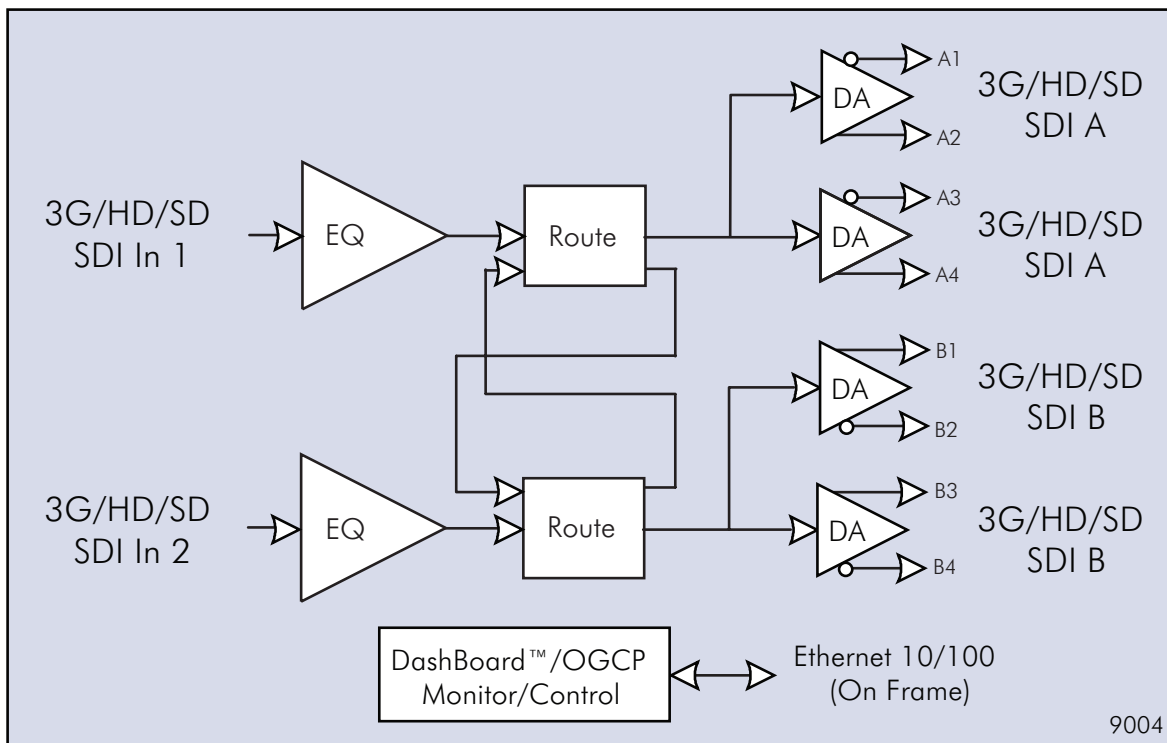 3G/HD/SD
SDI In 1
EQ
Route
DA
A1
A2
3G/HD/SD
SDI A
DA
A3
A4
3G/HD/SD
SDI A
3G/HD/SD
SDI In 2
EQ
Route
DA
B1
B2
3G/HD/SD
SDI B
DA
B3
B4
3G/HD/SD
SDI B
DashBoard™/OGCP
Monitor/Control
Ethernet 10/100
(On Frame)
9004